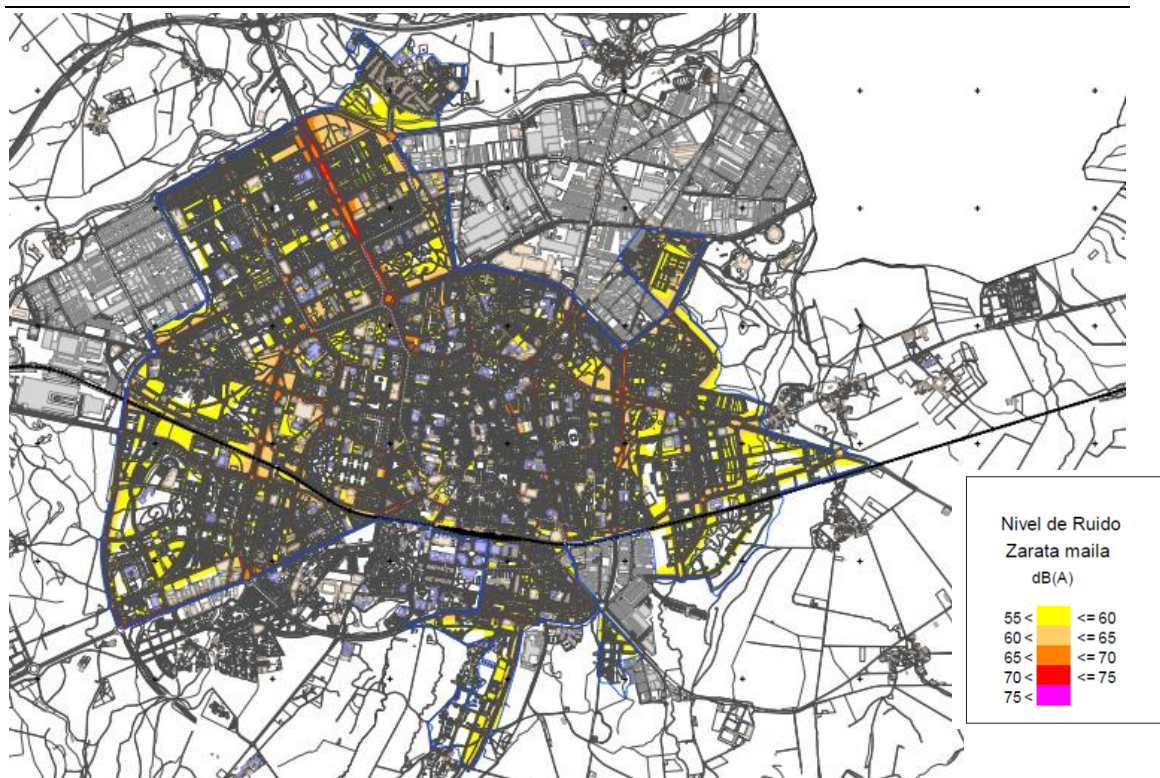 Nivel de Ruido
Zarata maila
dB(A)
55 < <= 60
60 < <= 65
65 < <= 70
70 < <= 75
75 <